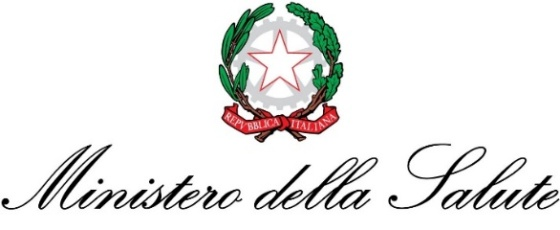 REPVBBLICA ITALIANA
Ministero della Salute